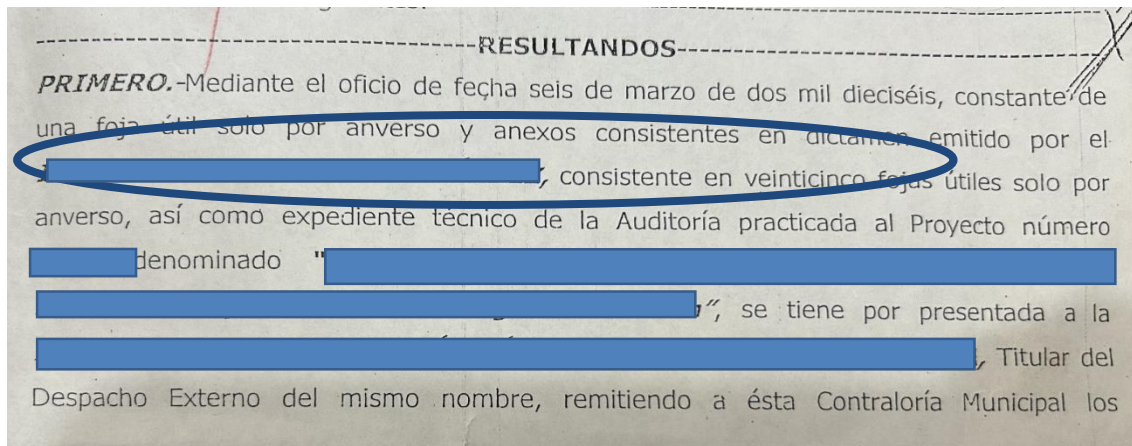 RESULTANDOS
PRIMERO.-Mediante el oficio de fecha seis de marzo de dos mil dieciséis, constante de
una foja útil solo por anverso y anexos consistentes en dictamen emitido por el
, consistente en veinticinco fojas útiles solo por
anverso, así como expediente técnico de la Auditoría practicada al Proyecto número
denominado "
", se tiene por presentada a la
, Titular del
Despacho Externo del mismo nombre, remitiendo a ésta Contraloría Municipal los